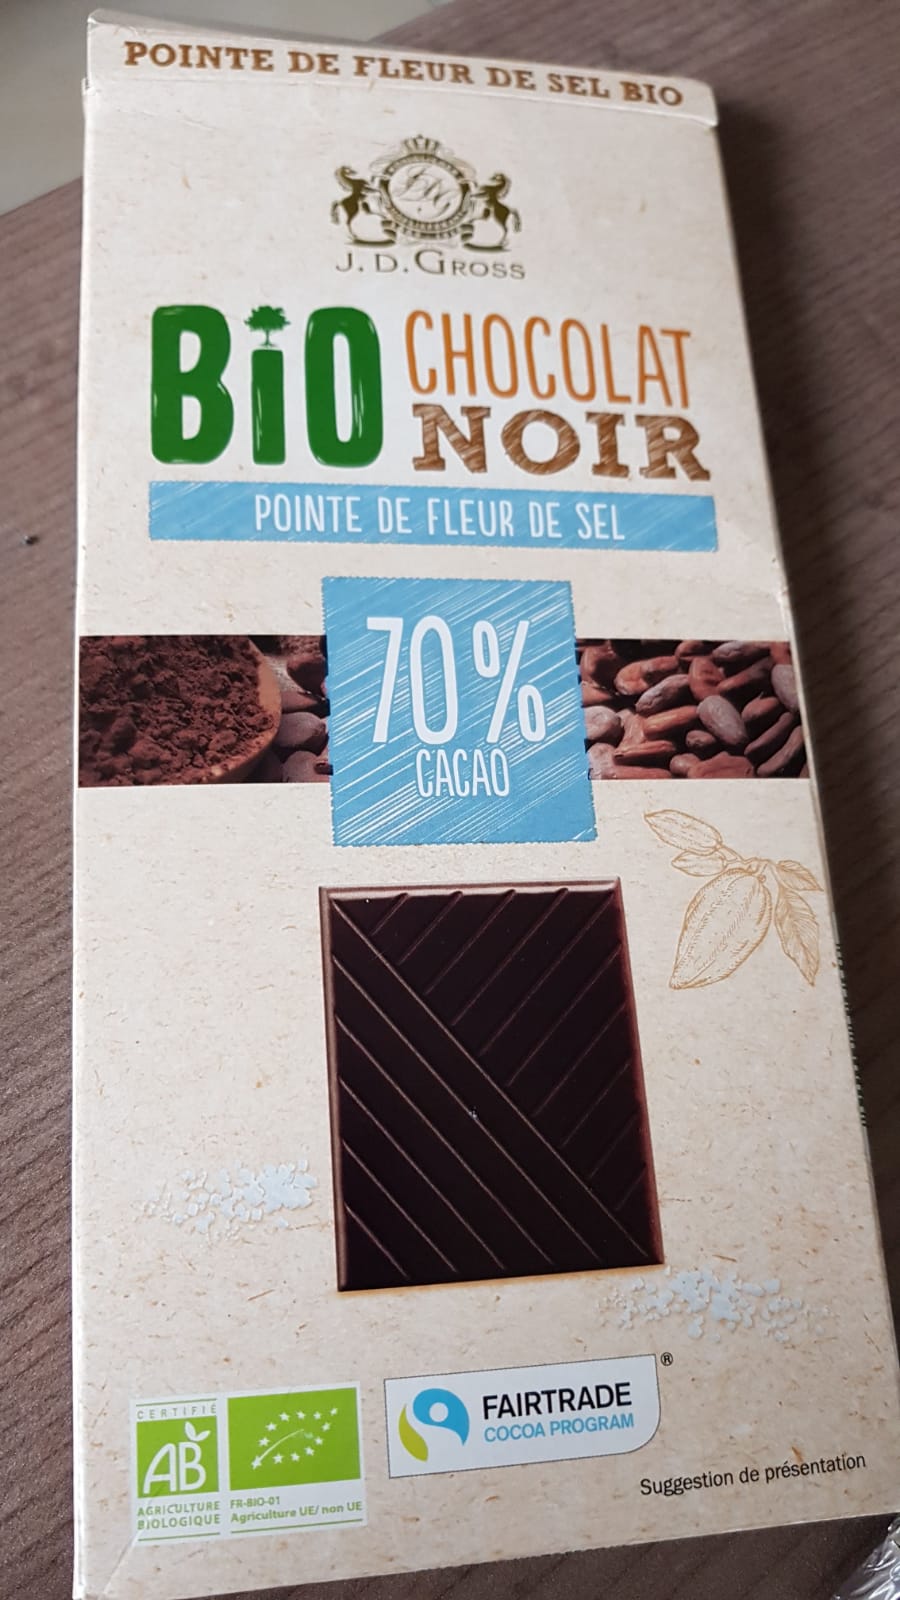 POINTE DE FLEUR DE SEL BIO
J. D. GROSS
BiO
CHOCOLAT
NOIR
POINTE DE FLEUR DE SEL
70 %
CACAO
CERTIFIÉ
AB
AGRICULTURE
BIOLOGIQUE
FR-BIO-01
Agriculture UE/ non UE
FAIRTRADE
COCOA PROGRAM
®
Suggestion de présentation